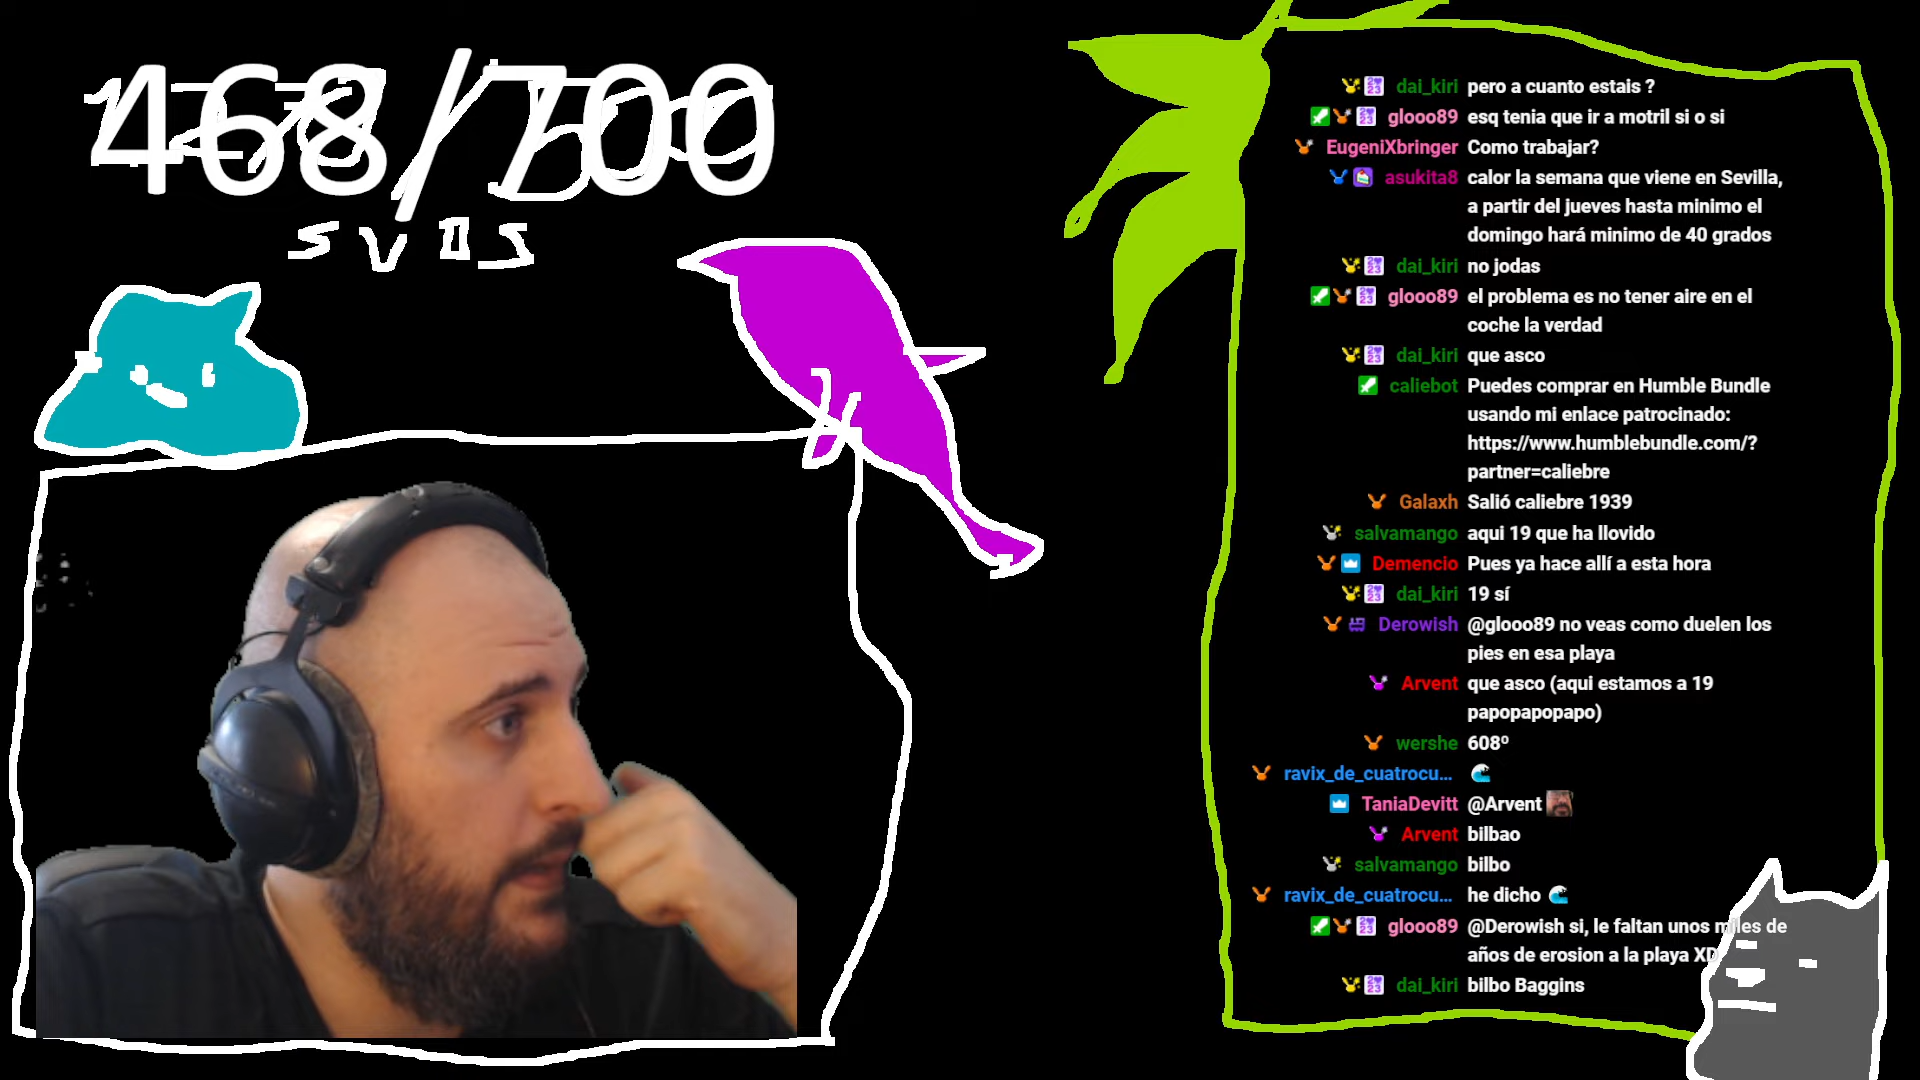 468/700
SUBS
dai_kiri pero a cuanto estais ?
glooo89 esq tenia que ir a motril si o si
EugeniXbringer Como trabajar?
asukita8 calor la semana que viene en Sevilla,
a partir del jueves hasta minimo el
domingo hará minimo de 40 grados
dai_kiri no jodas
glooo89 el problema es no tener aire en el
coche la verdad
dai_kiri que asco
caliebot Puedes comprar en Humble Bundle
usando mi enlace patrocinado:
https://www.humblebundle.com/?
partner=caliebre
Galaxh Salió caliebre 1939
salvamango aqui 19 que ha llovido
Demencio Pues ya hace allí a esta hora
dai_kiri 19 sí
Derowish @glooo89 no veas como duelen los
pies en esa playa
Arvent que asco (aqui estamos a 19
papopapopapo)
wershe 608º
ravix_de_cuatrocu... 🌊
TaniaDevitt @Arvent
Arvent bilbao
salvamango bilbo
ravix_de_cuatrocu... he dicho 🌊
glooo89 @Derowish si, le faltan unos miles de
años de erosion a la playa XD
dai_kiri bilbo Baggins